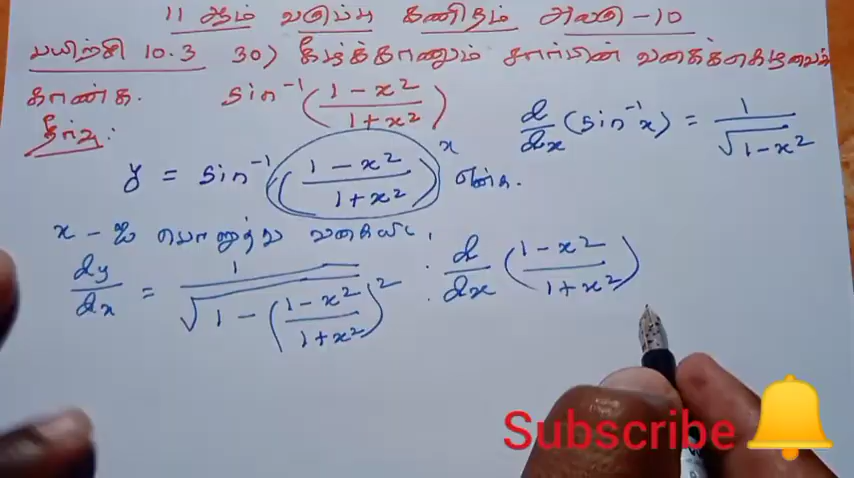 11 ஆம் வகுப்பு கணிதம் அலகு - 10
பயிற்சி 10.3 30) கீழ்க்காணும் சார்பின் வகைக்கெழுவைக்
காண்க. sin⁻¹ ((1 - x²)/(1 + x²))
தீர்வு:
d/dx (sin⁻¹x) = 1/√(1 - x²)
y = sin⁻¹ ((1 - x²)/(1 + x²)) x என்க.
x - ஐ பொறுத்து வகையிட,
dy/dx = 1/√(1 - ((1 - x²)/(1 + x²))²) : d/dx ((1 - x²)/(1 + x²))
Subscribe